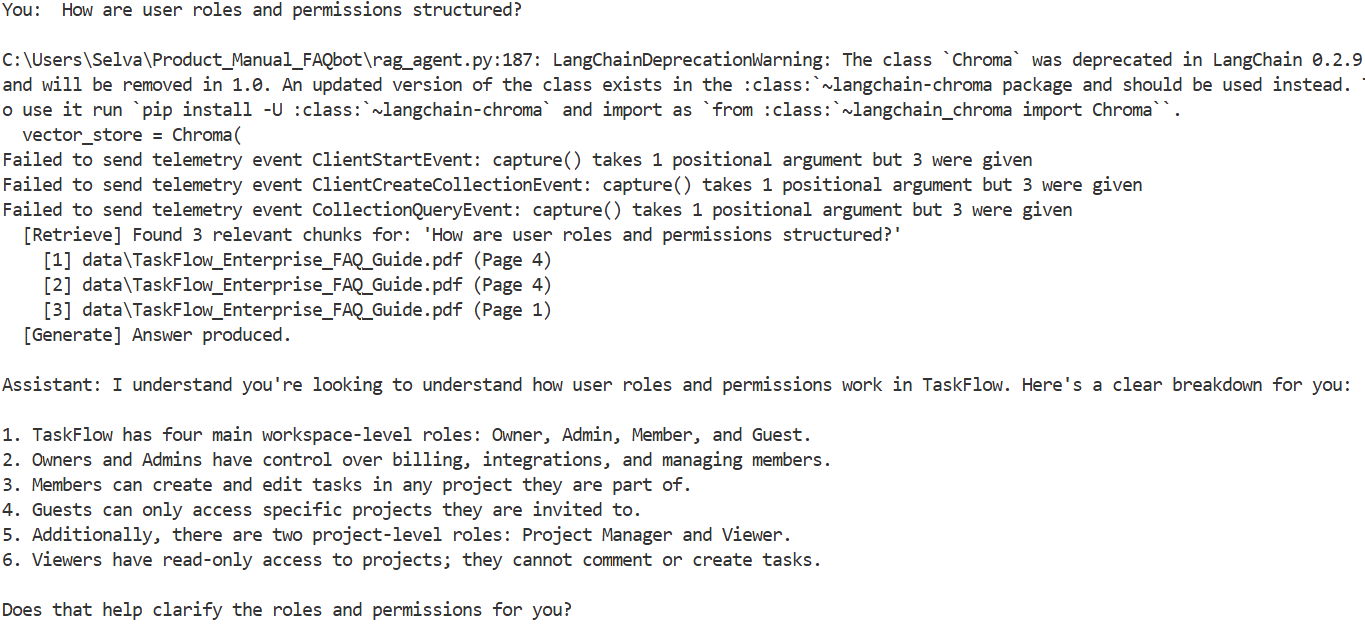 You:  How are user roles and permissions structured?
C:\Users\Selva\Product_Manual_FAQbot\rag_agent.py:187: LangChainDeprecationWarning: The class `Chroma` was deprecated in LangChain 0.2.9
and will be removed in 1.0. An updated version of the class exists in the :class:`~langchain-chroma package and should be used instead.
o use it run `pip install -U :class:`~langchain-chroma` and import as `from :class:`~langchain_chroma import Chroma``.
  vector_store = Chroma(
Failed to send telemetry event ClientStartEvent: capture() takes 1 positional argument but 3 were given
Failed to send telemetry event ClientCreateCollectionEvent: capture() takes 1 positional argument but 3 were given
Failed to send telemetry event CollectionQueryEvent: capture() takes 1 positional argument but 3 were given
  [Retrieve] Found 3 relevant chunks for: 'How are user roles and permissions structured?'
    [1] data\TaskFlow_Enterprise_FAQ_Guide.pdf (Page 4)
    [2] data\TaskFlow_Enterprise_FAQ_Guide.pdf (Page 4)
    [3] data\TaskFlow_Enterprise_FAQ_Guide.pdf (Page 1)
  [Generate] Answer produced.
Assistant: I understand you're looking to understand how user roles and permissions work in TaskFlow. Here's a clear breakdown for you:
1. TaskFlow has four main workspace-level roles: Owner, Admin, Member, and Guest.
2. Owners and Admins have control over billing, integrations, and managing members.
3. Members can create and edit tasks in any project they are part of.
4. Guests can only access specific projects they are invited to.
5. Additionally, there are two project-level roles: Project Manager and Viewer.
6. Viewers have read-only access to projects; they cannot comment or create tasks.
Does that help clarify the roles and permissions for you?